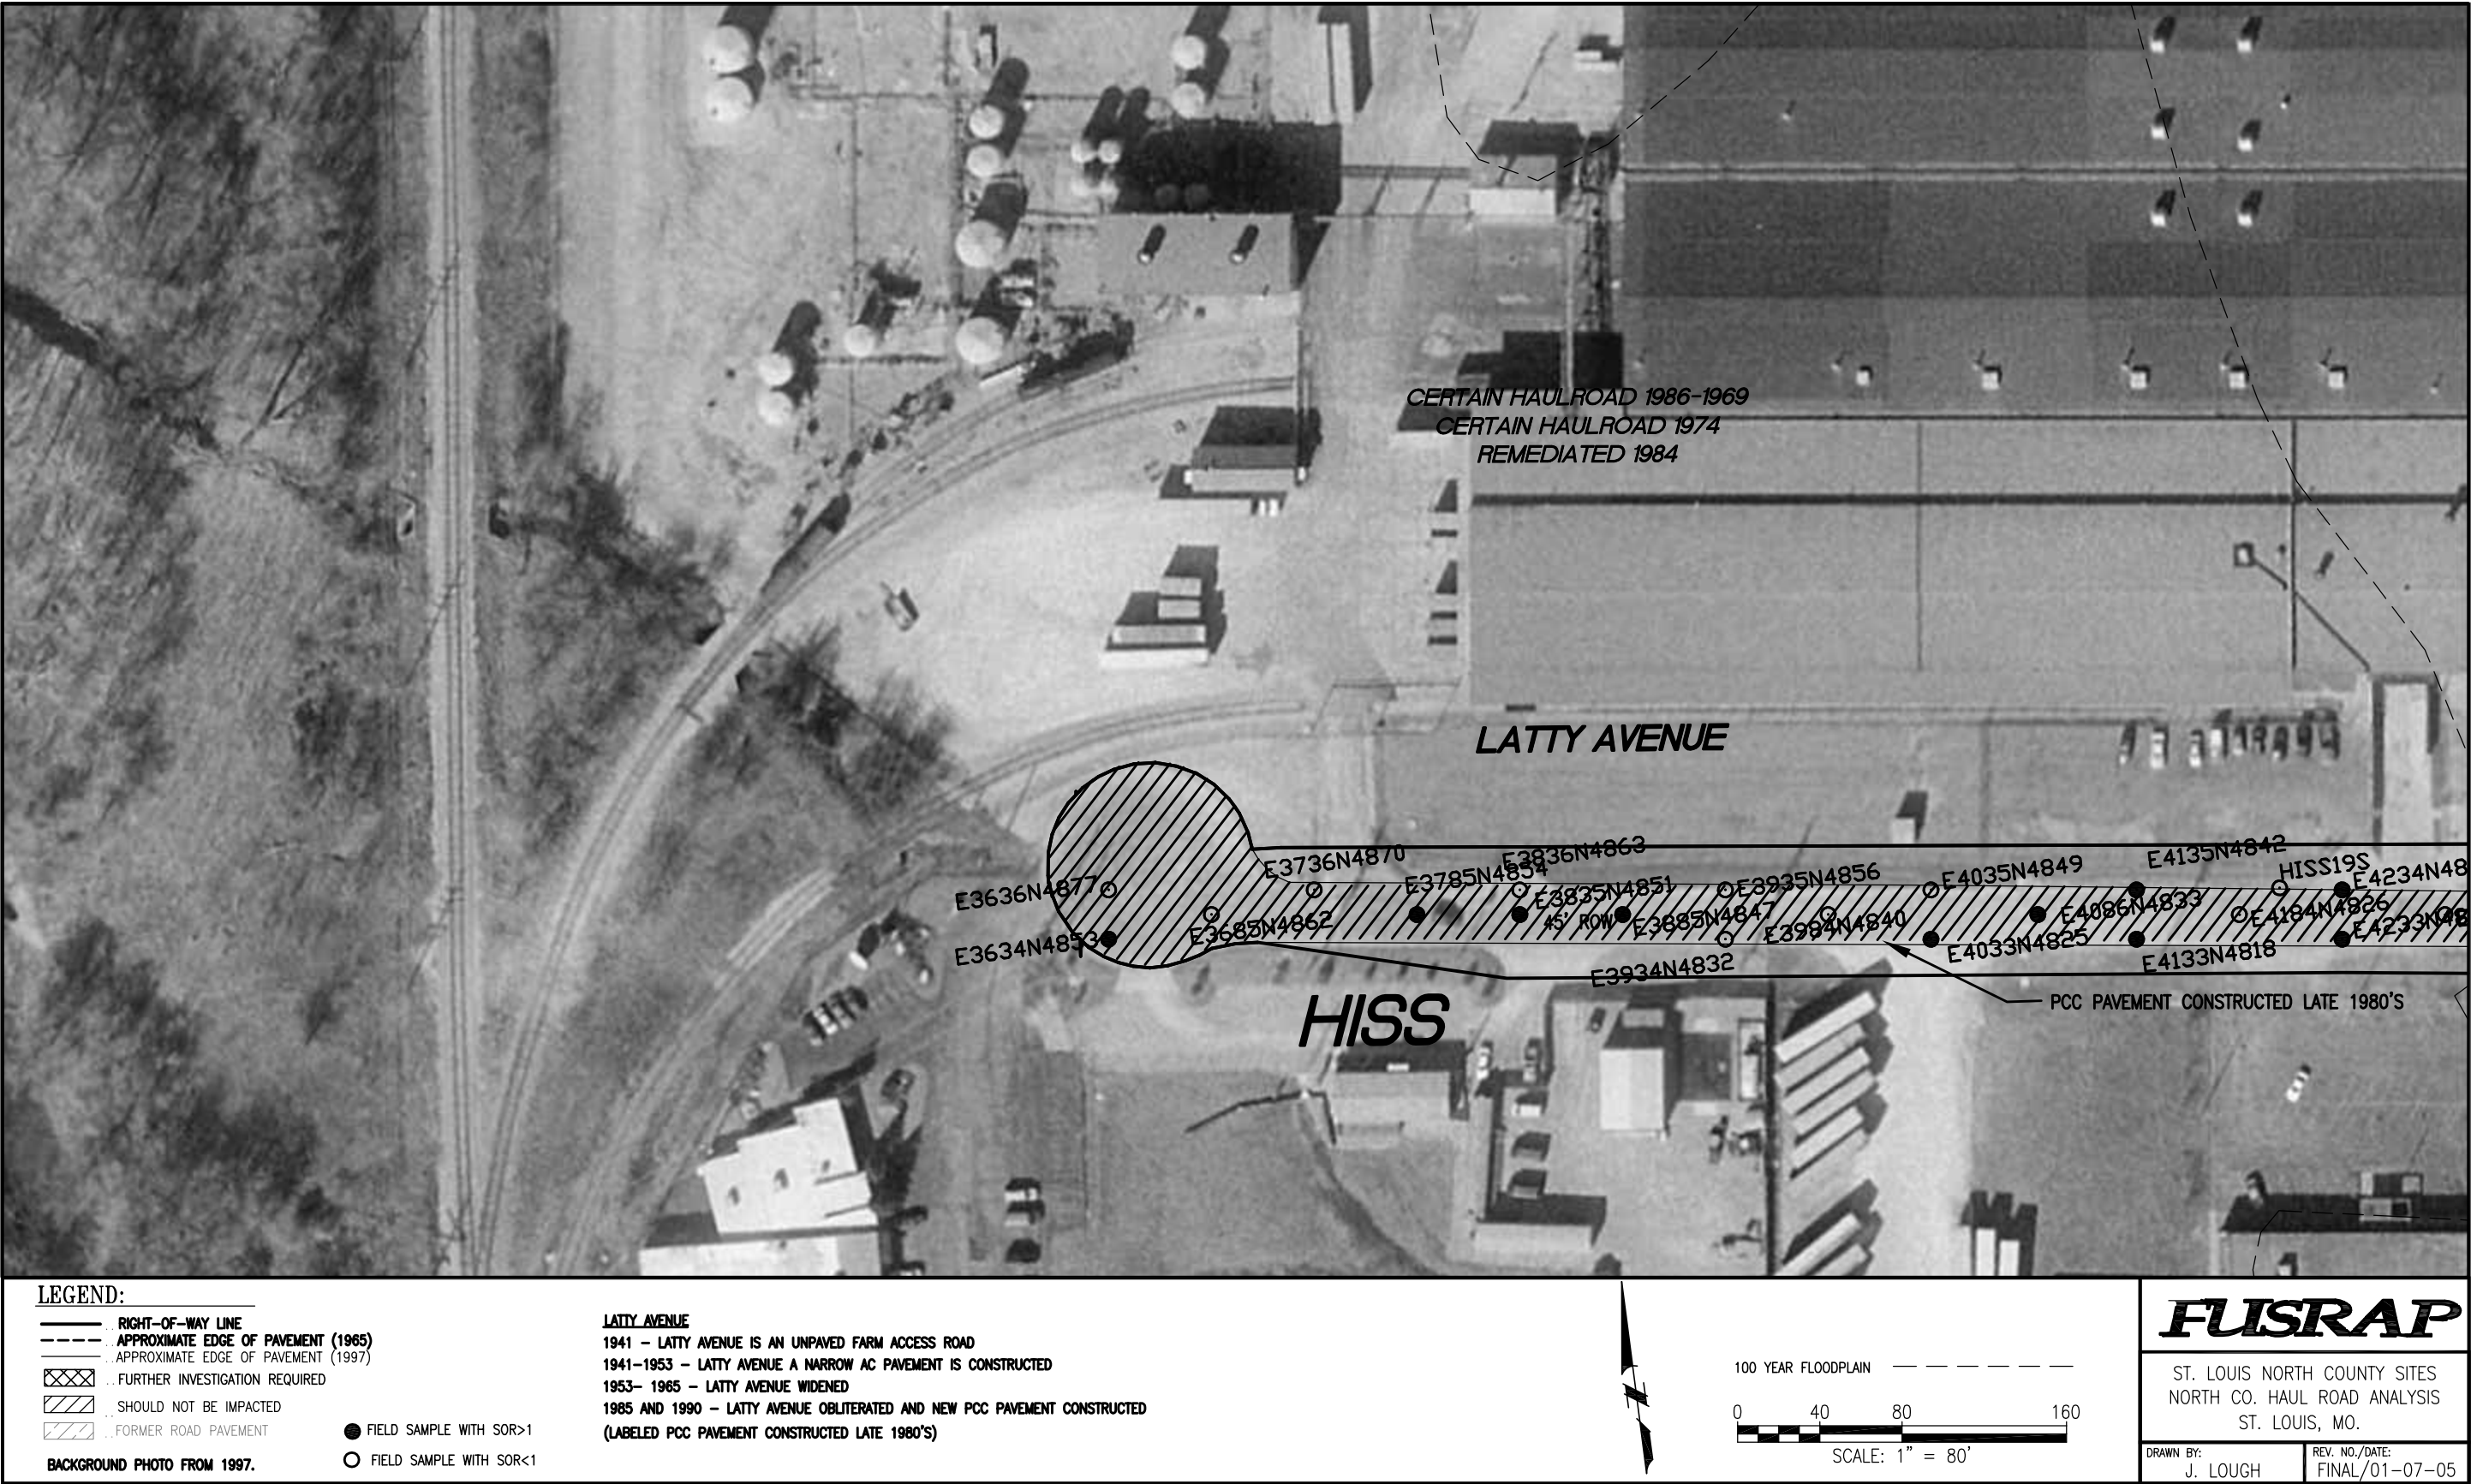 CERTAIN HAULROAD 1986-1969
CERTAIN HAULROAD 1974
REMEDIATED 1984
LATTY AVENUE
E3736N4870
E3836N4863
E4135N4842
E3636N4877
E3785N4854
E3835N4851
E3935N4856
E4035N4849
HISS19S
E4234N48
E3685N4862
45' ROW
E3885N4847
E3984N4840
E4086N4833
E4184N4826
E4233N48
E3634N4853
E3934N4832
E4033N4825
E4133N4818
HISS
PCC PAVEMENT CONSTRUCTED LATE 1980'S
LEGEND:
RIGHT-OF-WAY LINE
APPROXIMATE EDGE OF PAVEMENT (1965)
APPROXIMATE EDGE OF PAVEMENT (1997)
FURTHER INVESTIGATION REQUIRED
SHOULD NOT BE IMPACTED
FORMER ROAD PAVEMENT
FIELD SAMPLE WITH SOR>1
FIELD SAMPLE WITH SOR<1
BACKGROUND PHOTO FROM 1997.
LATTY AVENUE
1941 - LATTY AVENUE IS AN UNPAVED FARM ACCESS ROAD
1941-1953 - LATTY AVENUE A NARROW AC PAVEMENT IS CONSTRUCTED
1953- 1965 - LATTY AVENUE WIDENED
1985 AND 1990 - LATTY AVENUE OBLITERATED AND NEW PCC PAVEMENT CONSTRUCTED
(LABELED PCC PAVEMENT CONSTRUCTED LATE 1980'S)
N
100 YEAR FLOODPLAIN
0 40 80 160
SCALE: 1" = 80'
FUSRAP
ST. LOUIS NORTH COUNTY SITES
NORTH CO. HAUL ROAD ANALYSIS
ST. LOUIS, MO.
DRAWN BY:
J. LOUGH
REV. NO./DATE:
FINAL/01-07-05